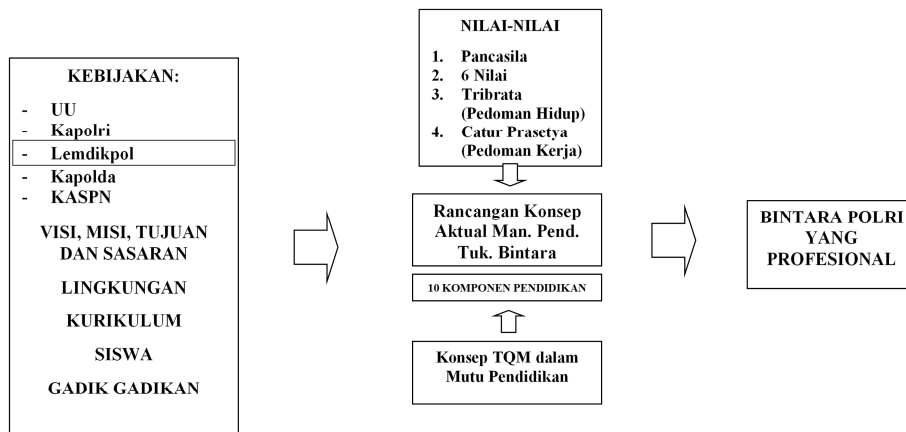 KEBIJAKAN:
- UU
- Kapolri
- Lemdikpol
- Kapolda
- KASPN
VISI, MISI, TUJUAN
DAN SASARAN
LINGKUNGAN
KURIKULUM
SISWA
GADIK GADIKAN
NILAI-NILAI
1. Pancasila
2. 6 Nilai
3. Tribrata
(Pedoman Hidup)
4. Catur Prasetya
(Pedoman Kerja)
Rancangan Konsep
Aktual Man. Pend.
Tuk. Bintara
10 KOMPONEN PENDIDIKAN
Konsep TQM dalam
Mutu Pendidikan
BINTARA POLRI
YANG
PROFESIONAL